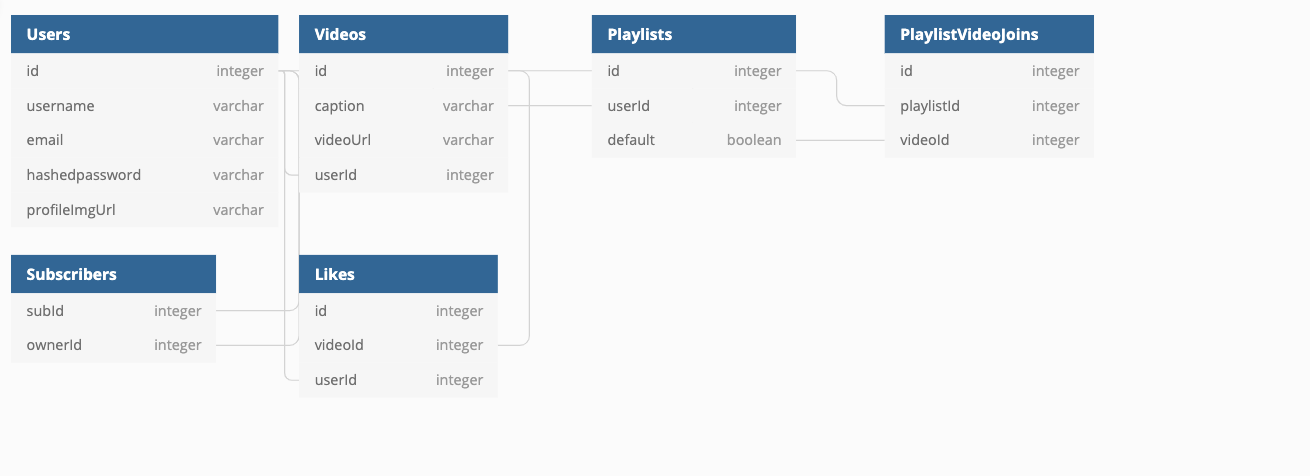 Users
id integer
username varchar
email varchar
hashedpassword varchar
profileImgUrl varchar
Videos
id integer
caption varchar
videoUrl varchar
userId integer
Playlists
id integer
userId integer
default boolean
PlaylistVideoJoins
id integer
playlistId integer
videoId integer
Subscribers
subId integer
ownerId integer
Likes
id integer
videoId integer
userId integer